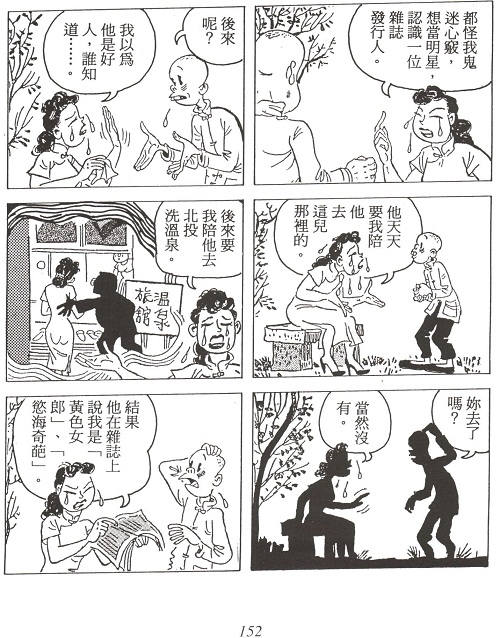 都怪我鬼
迷心竅，
想當明星，
認識一位
雜誌
發行人。
後來
呢？
我以爲
他是好
人，誰知
道……。
他天天
要我陪
他去
這兒
那裡的。
後來要
我陪他去
北投
洗溫泉。
溫泉
旅舘
妳去了
嗎？
當然沒
有。
結果
他在雜誌上
說我是「
黃色女
郎」、「
慾海奇葩」。
152